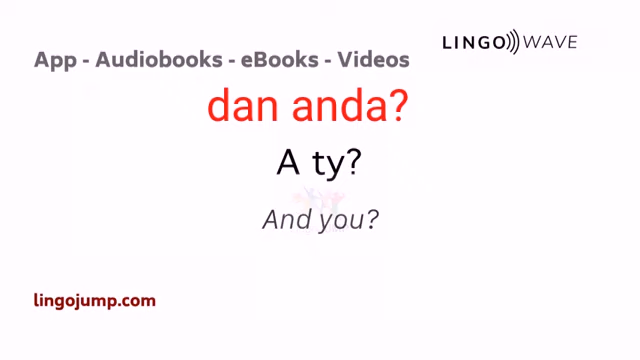 LINGO WAVE
App - Audiobooks - eBooks - Videos
dan anda?
A ty?
And you?
lingojump.com